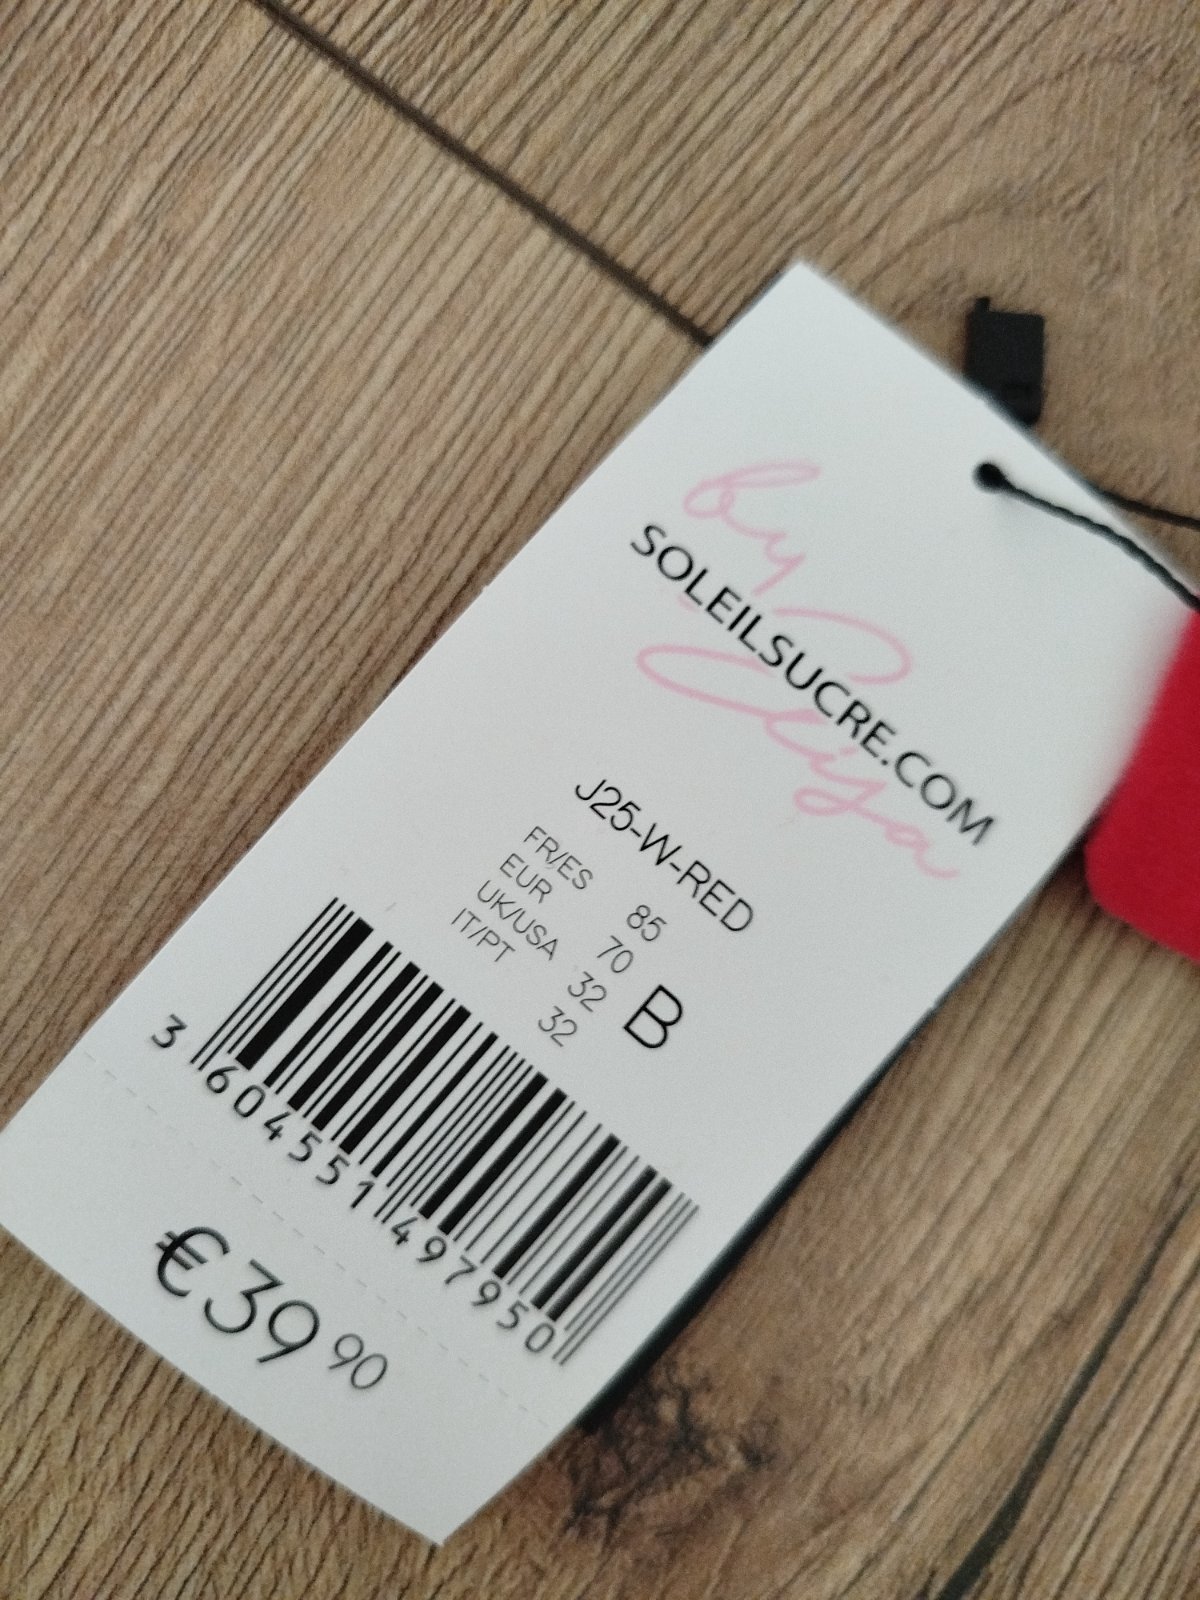 by
SOLEILSUCRE.COM
Elisa
J25-W-RED
FR/ES 85
EUR 70
UK/USA 32 B
IT/PT 32
3 604551 497950
€39 90